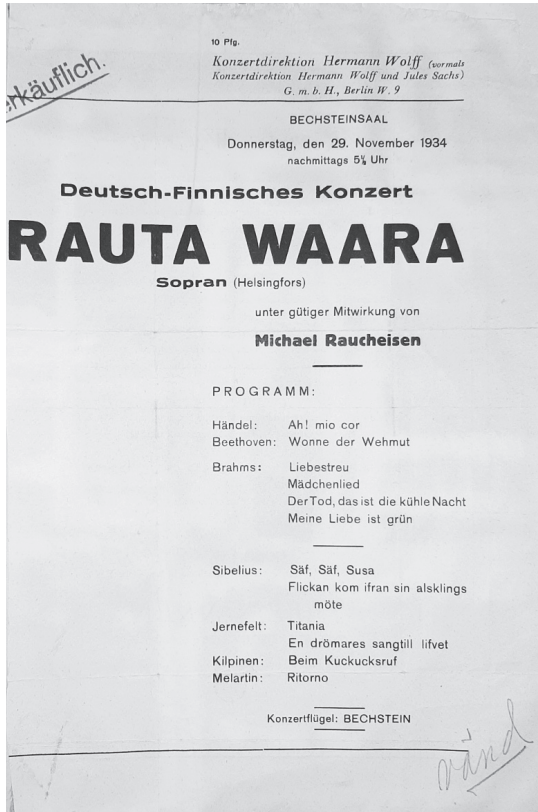 10 Pfg.
Konzertdirektion Hermann Wolff (vormals
Konzertdirektion Hermann Wolff und Jules Sachs)
G. m. b. H., Berlin W. 9
erkäuflich.
BECHSTEINSAAL
Donnerstag, den 29. November 1934
nachmittags 5¼ Uhr
Deutsch-Finnisches Konzert
RAUTA WAARA
Sopran (Helsingfors)
unter gütiger Mitwirkung von
Michael Raucheisen
PROGRAMM:
Händel: Ah! mio cor
Beethoven: Wonne der Wehmut
Brahms: Liebestreu
Mädchenlied
Der Tod, das ist die kühle Nacht
Meine Liebe ist grün
Sibelius: Säf, Säf, Susa
Flickan kom ifran sin alsklings
möte
Jernefelt: Titania
En drömares sangtill lifvet
Kilpinen: Beim Kuckucksruf
Melartin: Ritorno
Konzertflügel: BECHSTEIN
vänd